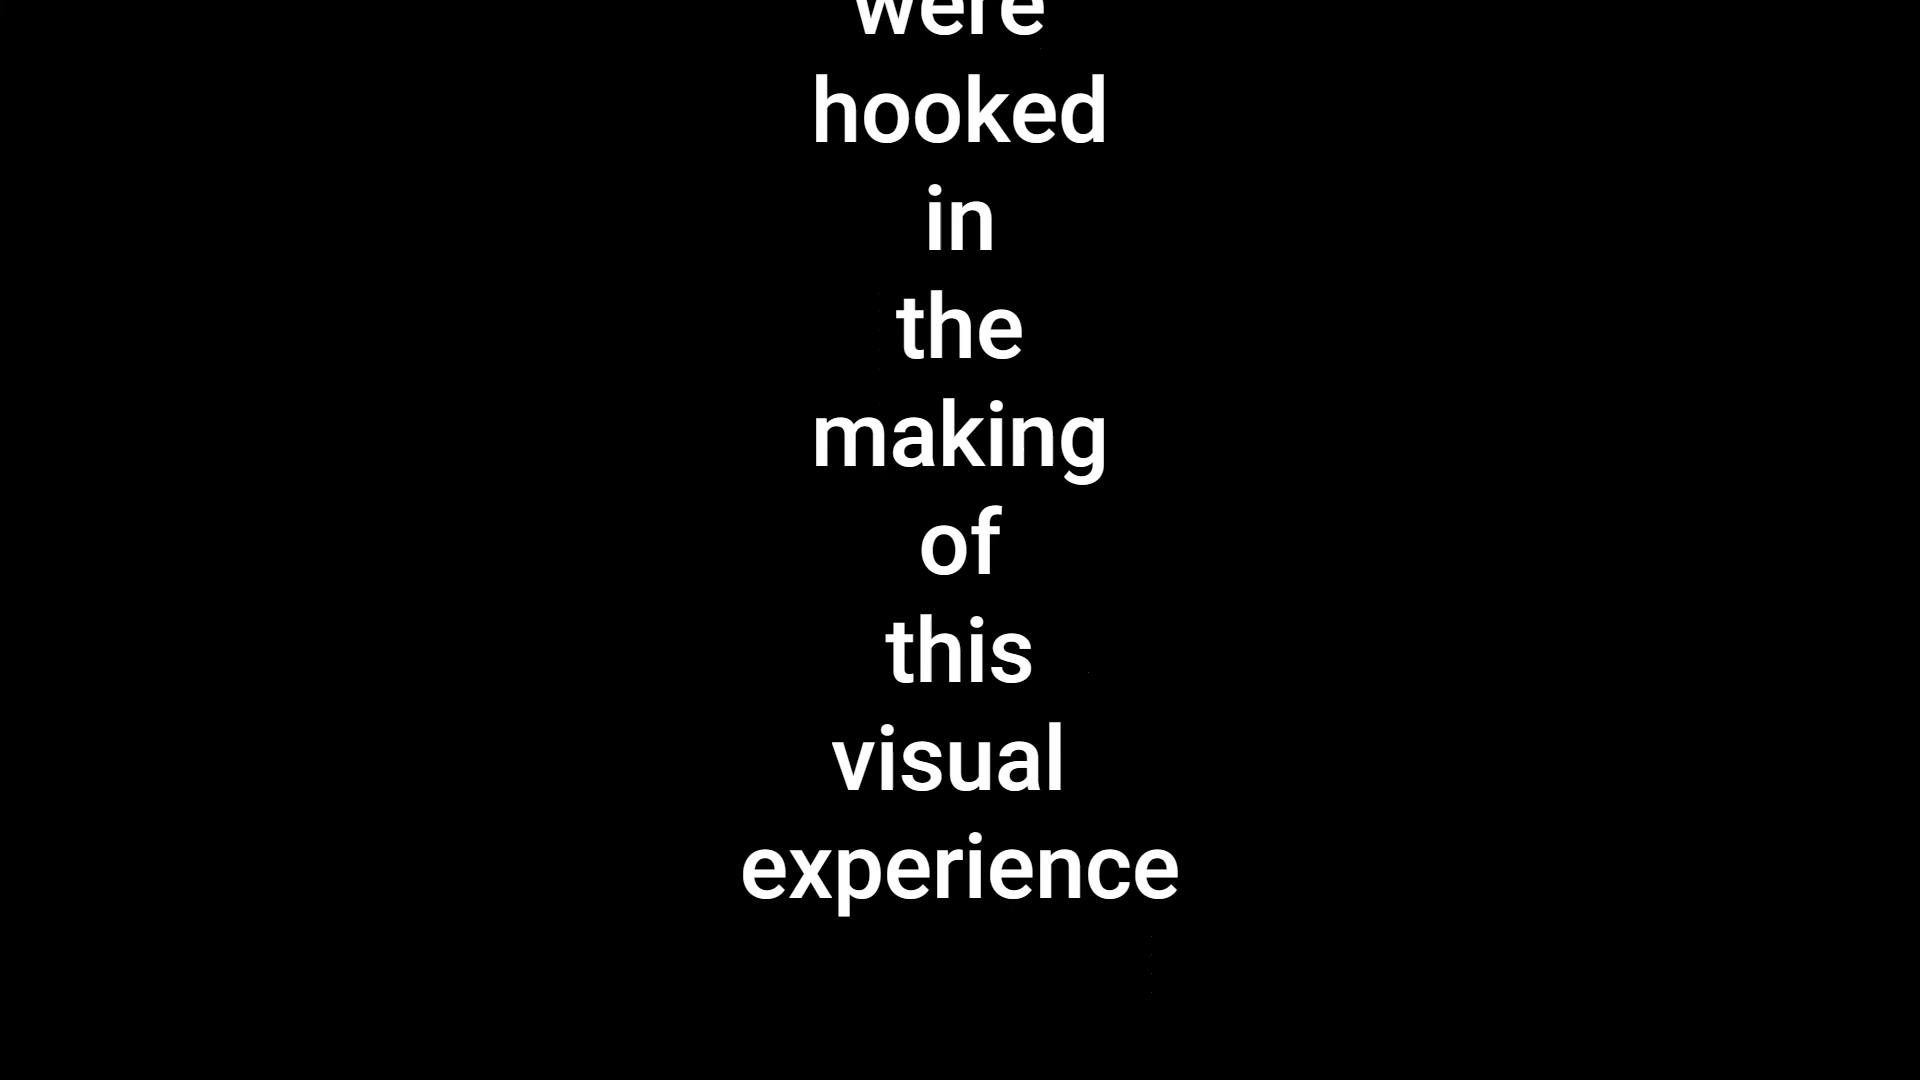 were
hooked
in
the
making
of
this
visual
experience